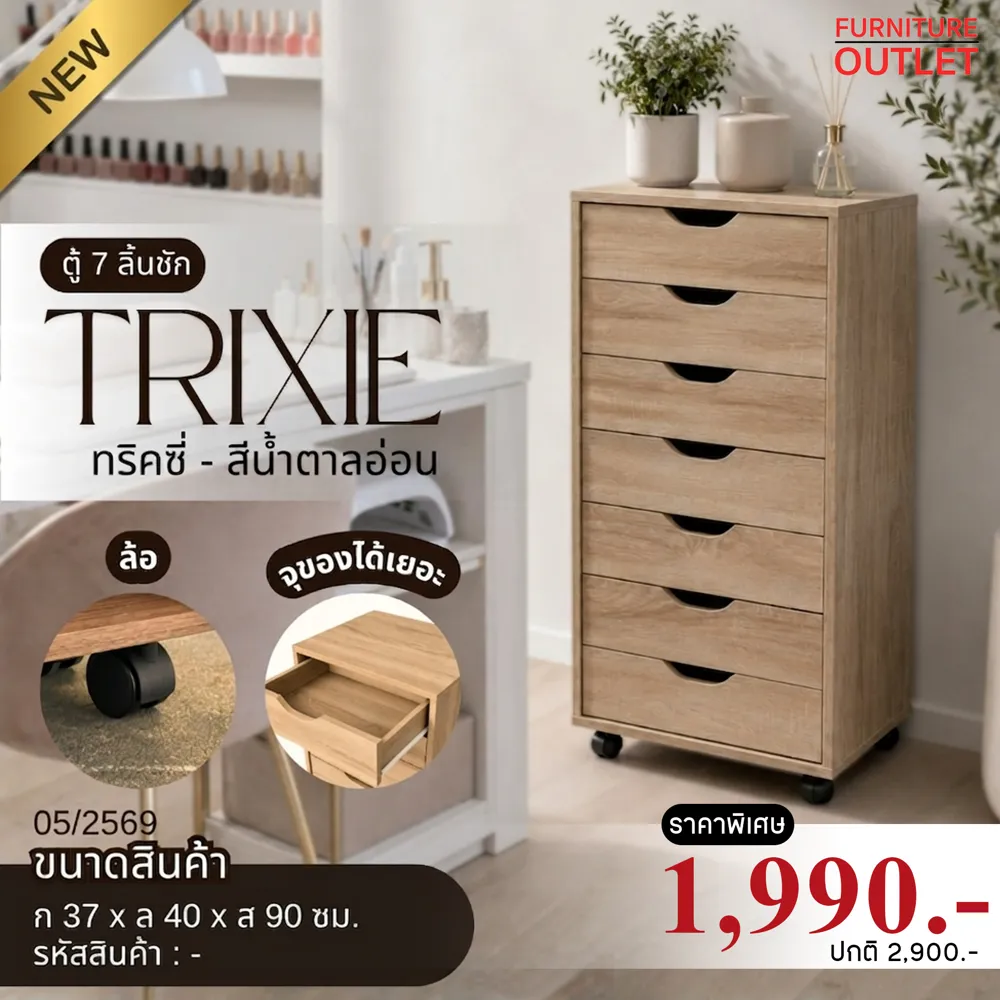 NEW
FURNITURE
OUTLET
ตู้ 7 ลิ้นชัก
TRIXIE
ทริคซี่ - สีน้ำตาลอ่อน
ล้อ
จุของได้เยอะ
05/2569
ขนาดสินค้า
ก 37 x ล 40 x ส 90 ซม.
รหัสสินค้า : -
ราคาพิเศษ
1,990.-
ปกติ 2,900.-